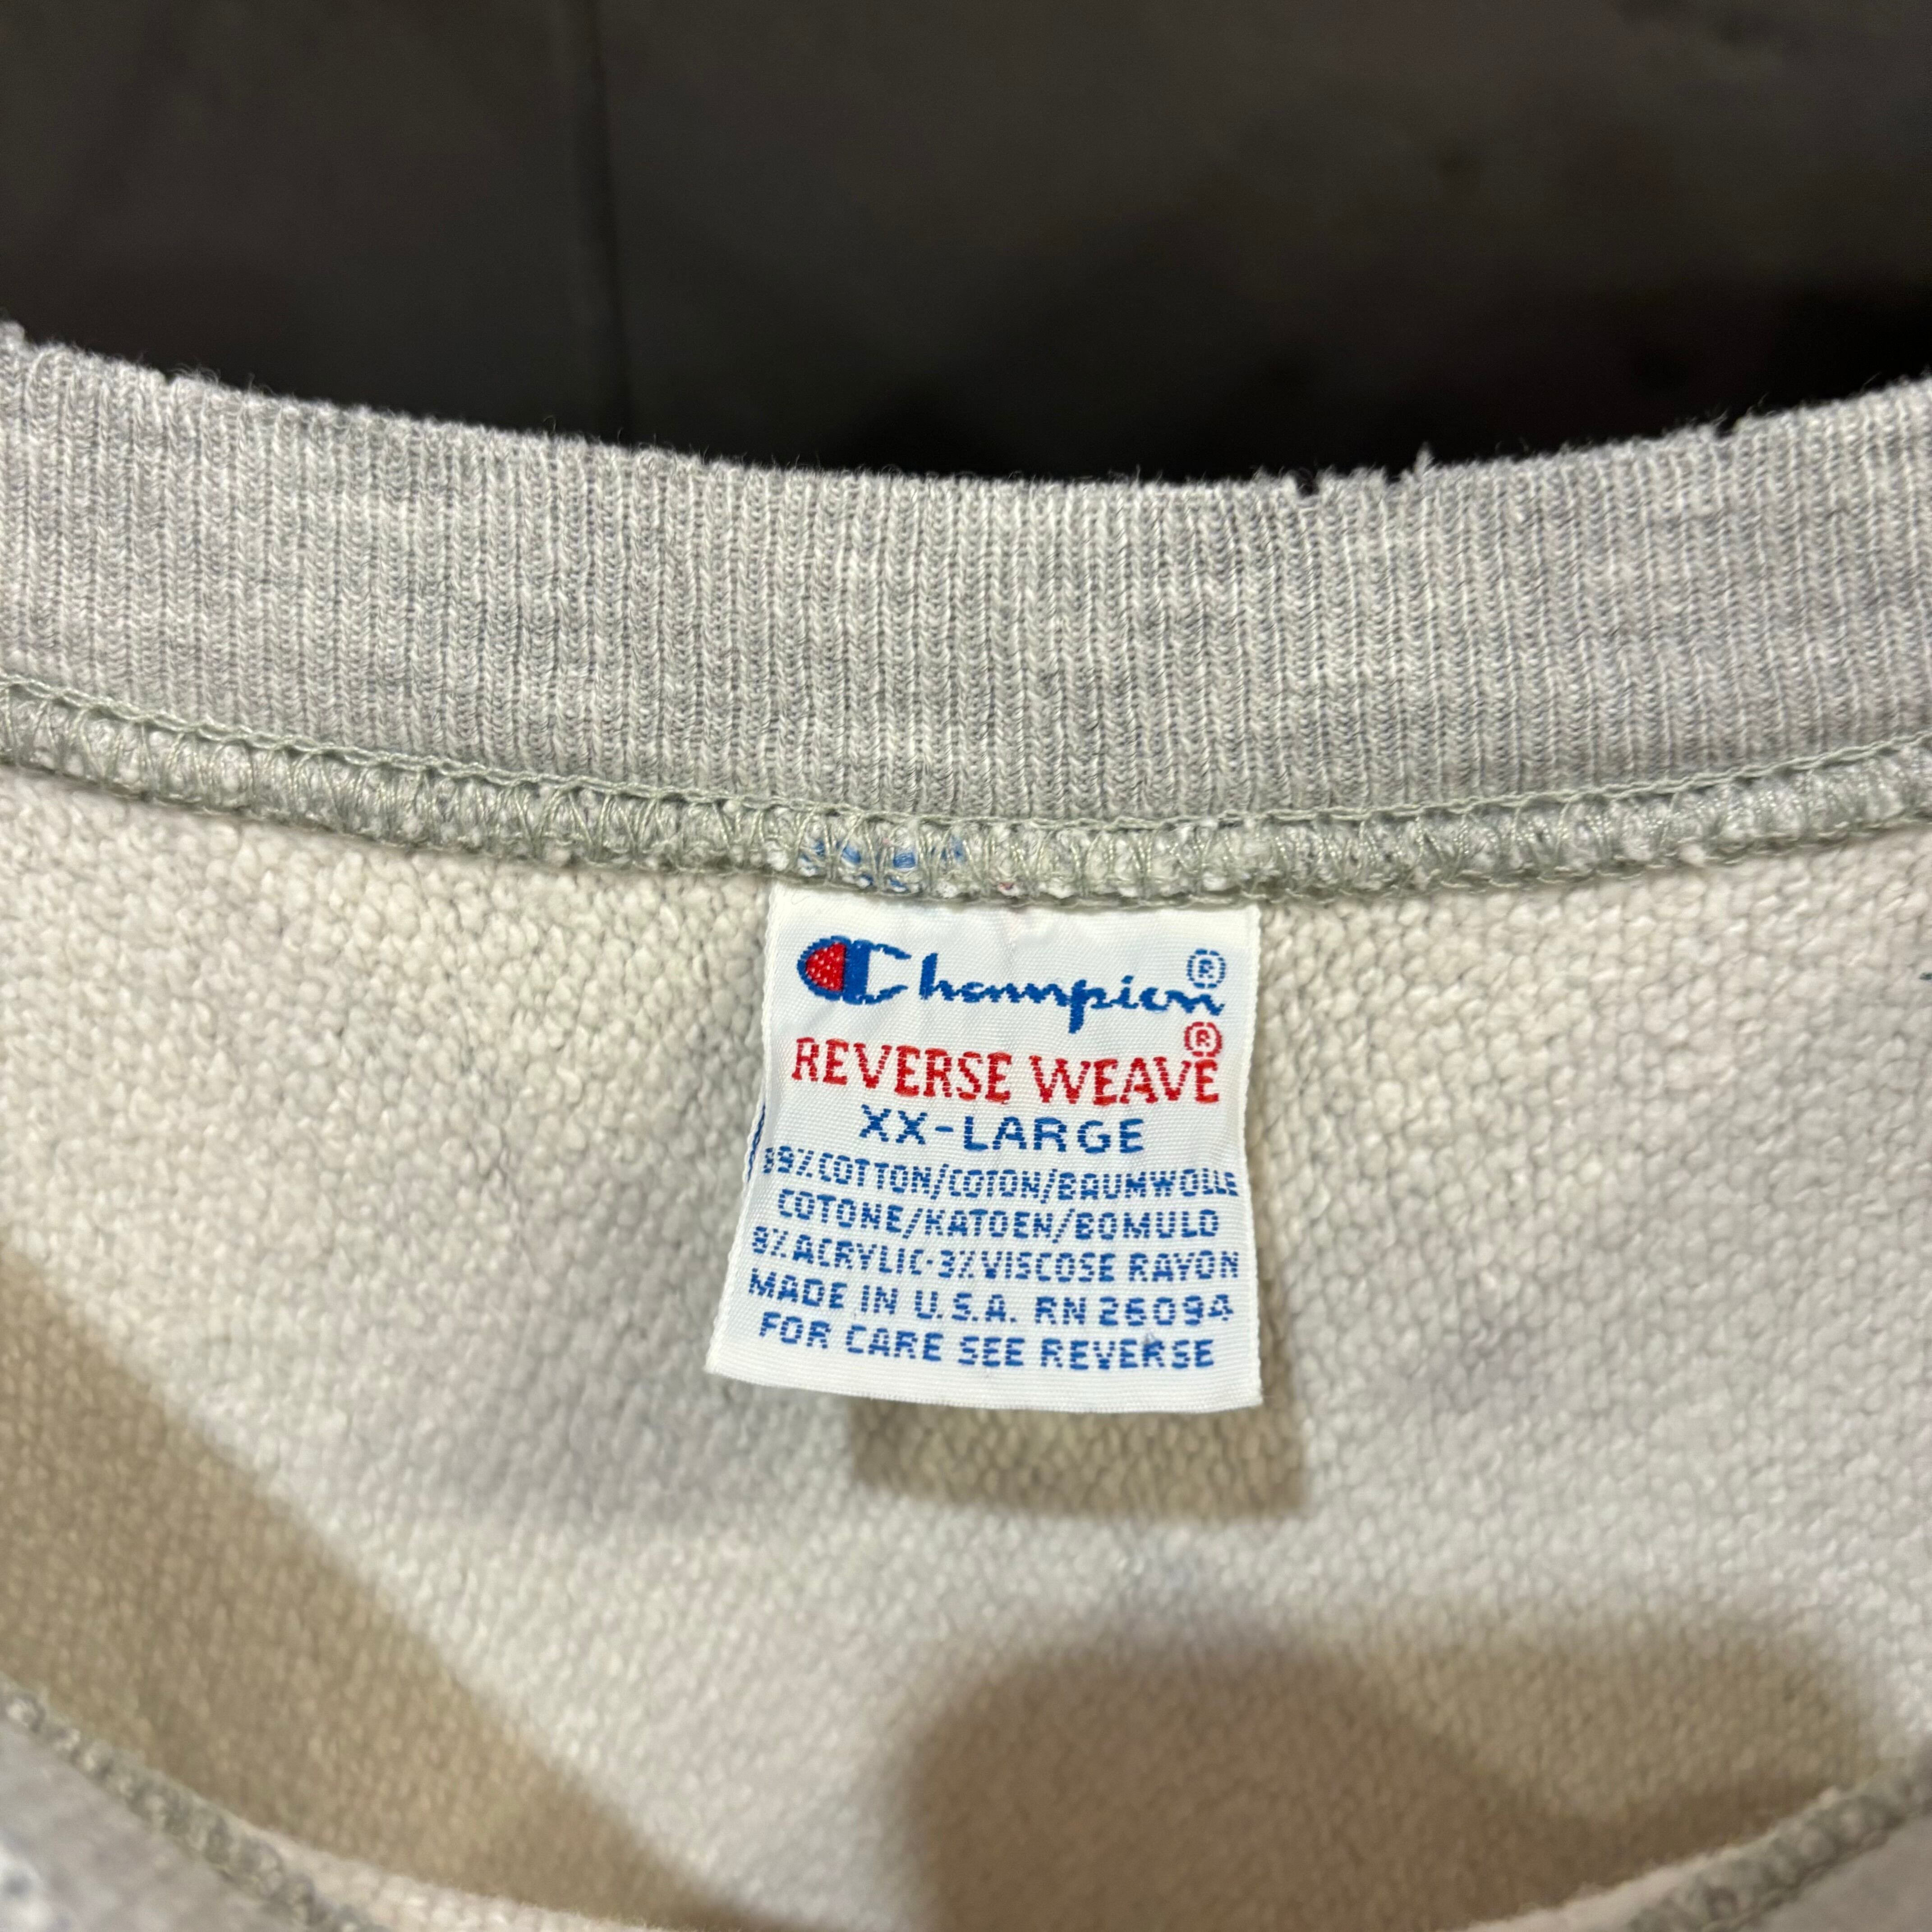 Champion®
REVERSE WEAVE®
XX-LARGE
89% COTTON/COTON/BAUMWOLLE
COTONE/KATOEN/BOMULD
8% ACRYLIC-3% VISCOSE RAYON
MADE IN U.S.A. RN 26094
FOR CARE SEE REVERSE